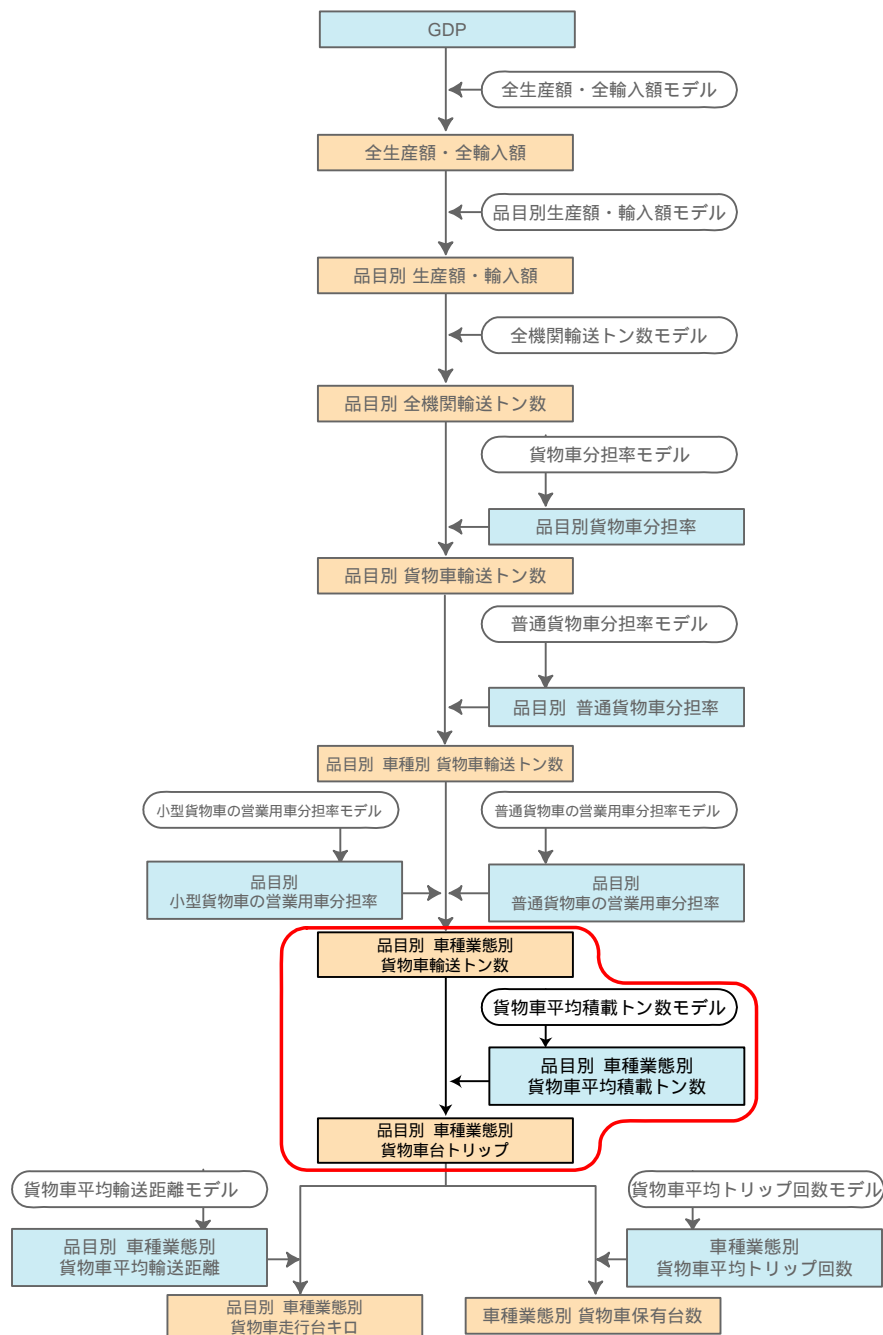 GDP
全生産額・全輸入額モデル
全生産額・全輸入額
品目別生産額・輸入額モデル
品目別 生産額・輸入額
全機関輸送トン数モデル
品目別 全機関輸送トン数
貨物車分担率モデル
品目別貨物車分担率
品目別 貨物車輸送トン数
普通貨物車分担率モデル
品目別 普通貨物車分担率
品目別 車種別 貨物車輸送トン数
小型貨物車の営業用車分担率モデル
普通貨物車の営業用車分担率モデル
品目別
小型貨物車の営業用車分担率
品目別
普通貨物車の営業用車分担率
品目別 車種業態別
貨物車輸送トン数
貨物車平均積載トン数モデル
品目別 車種業態別
貨物車平均積載トン数
品目別 車種業態別
貨物車台トリップ
貨物車平均輸送距離モデル
貨物車平均トリップ回数モデル
品目別 車種業態別
貨物車平均輸送距離
車種業態別
貨物車平均トリップ回数
品目別 車種業態別
貨物車走行台キロ
車種業態別 貨物車保有台数